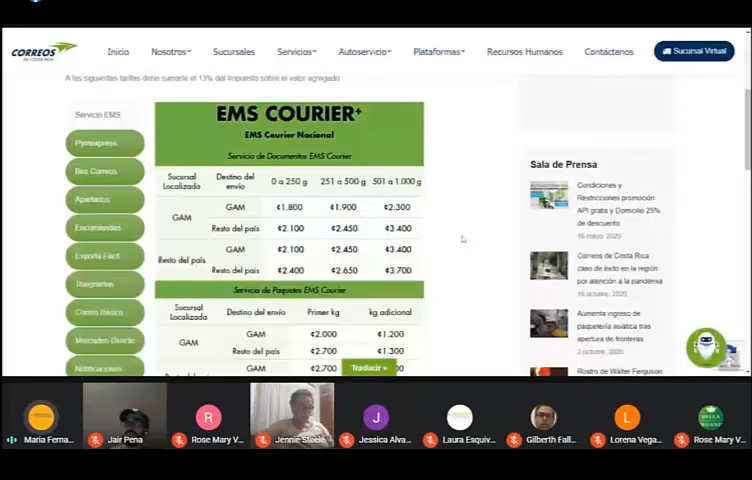 CORREOS
DE COSTA RICA
Inicio
Nosotros
Sucursales
Servicios
Autoservicio
Plataformas
Recursos Humanos
Contáctanos
Sucursal Virtual
A las siguientes tarifas debe sumarle el 13% del Impuesto sobre el valor agregado
Servicio EMS
Pymexpress
Box Correos
Apartados
Encomiendas
Exporta Fácil
Telegramas
Correo Básico
Mercadeo Directo
Notificaciones
EMS COURIER+
EMS Courier Nacional
Servicio de Documentos EMS Courier
Sucursal Localizada
Destino del envío
0 a 250 g
251 a 500 g
501 a 1.000 g
GAM
GAM ¢1.800 ¢1.900 ¢2.300
Resto del país ¢2.100 ¢2.450 ¢3.400
Resto del país
GAM ¢2.100 ¢2.450 ¢3.400
Resto del país ¢2.400 ¢2.650 ¢3.700
Servicio de Paquetes EMS Courier
Sucursal Localizada
Destino del envío
Primer kg
kg adicional
GAM
GAM ¢2.000 ¢1.200
Resto del país ¢2.700 ¢1.300
GAM ¢2.700
Traducir »
Sala de Prensa
Condiciones y
Restricciones promoción
API gratis y Domicilio 25%
de descuento
16 mayo, 2020
Correos de Costa Rica
caso de éxito en la región
por atención a la pandemia
16 octubre, 2020
Aumenta ingreso de
paquetería asiática tras
apertura de fronteras
2 octubre, 2020
Rostro de Walter Ferguson
Maria Ferna...
Jair Pena
Rose Mary V...
Jennie Steele
Jessica Alva...
Laura Esquiv...
Gilberth Fall...
Lorena Vega...
Rose Mary V...
R
J
L
BELLA